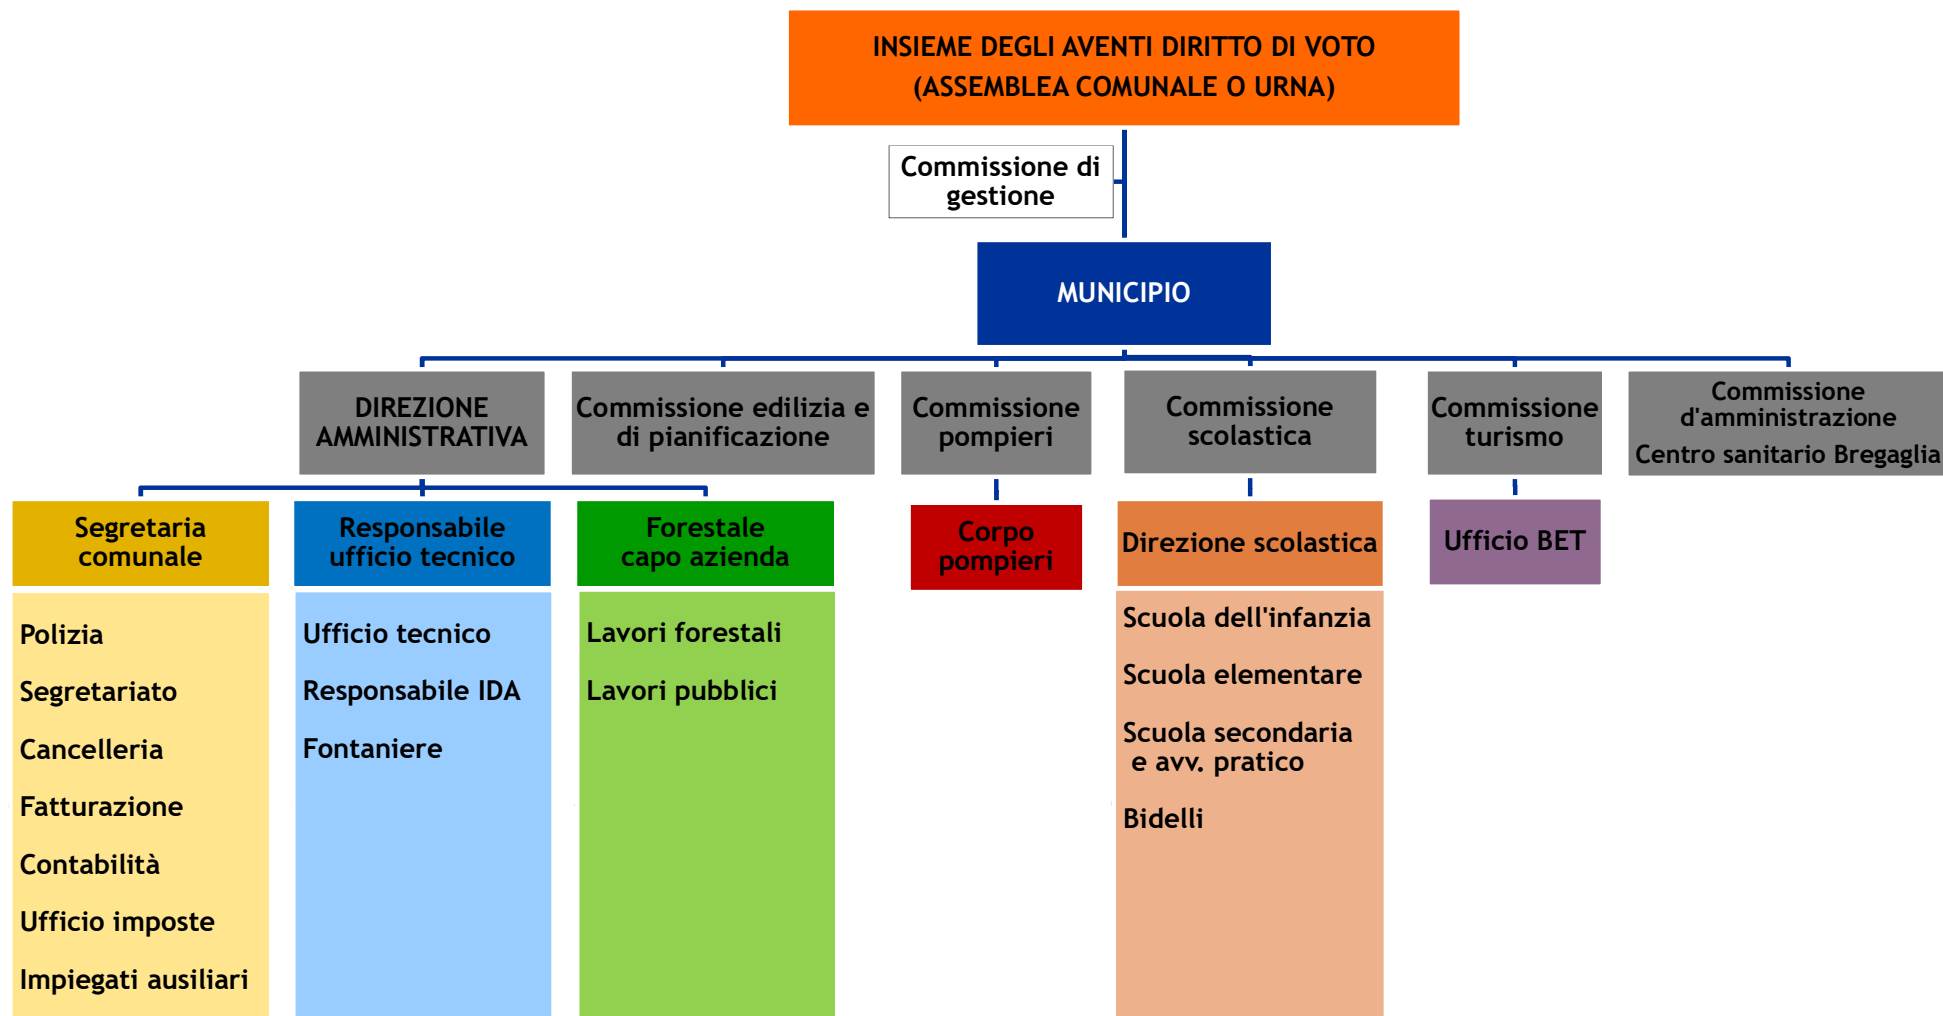 INSIEME DEGLI AVENTI DIRITTO DI VOTO
(ASSEMBLEA COMUNALE O URNA)
Commissione di
gestione
MUNICIPIO
DIREZIONE
AMMINISTRATIVA
Commissione edilizia e
di pianificazione
Commissione
pompieri
Commissione
scolastica
Commissione
turismo
Commissione
d'amministrazione
Centro sanitario Bregaglia
Segretaria
comunale
Responsabile
ufficio tecnico
Forestale
capo azienda
Corpo
pompieri
Direzione scolastica
Ufficio BET
Polizia
Segretariato
Cancelleria
Fatturazione
Contabilità
Ufficio imposte
Impiegati ausiliari
Ufficio tecnico
Responsabile IDA
Fontaniere
Lavori forestali
Lavori pubblici
Scuola dell'infanzia
Scuola elementare
Scuola secondaria
e avv. pratico
Bidelli